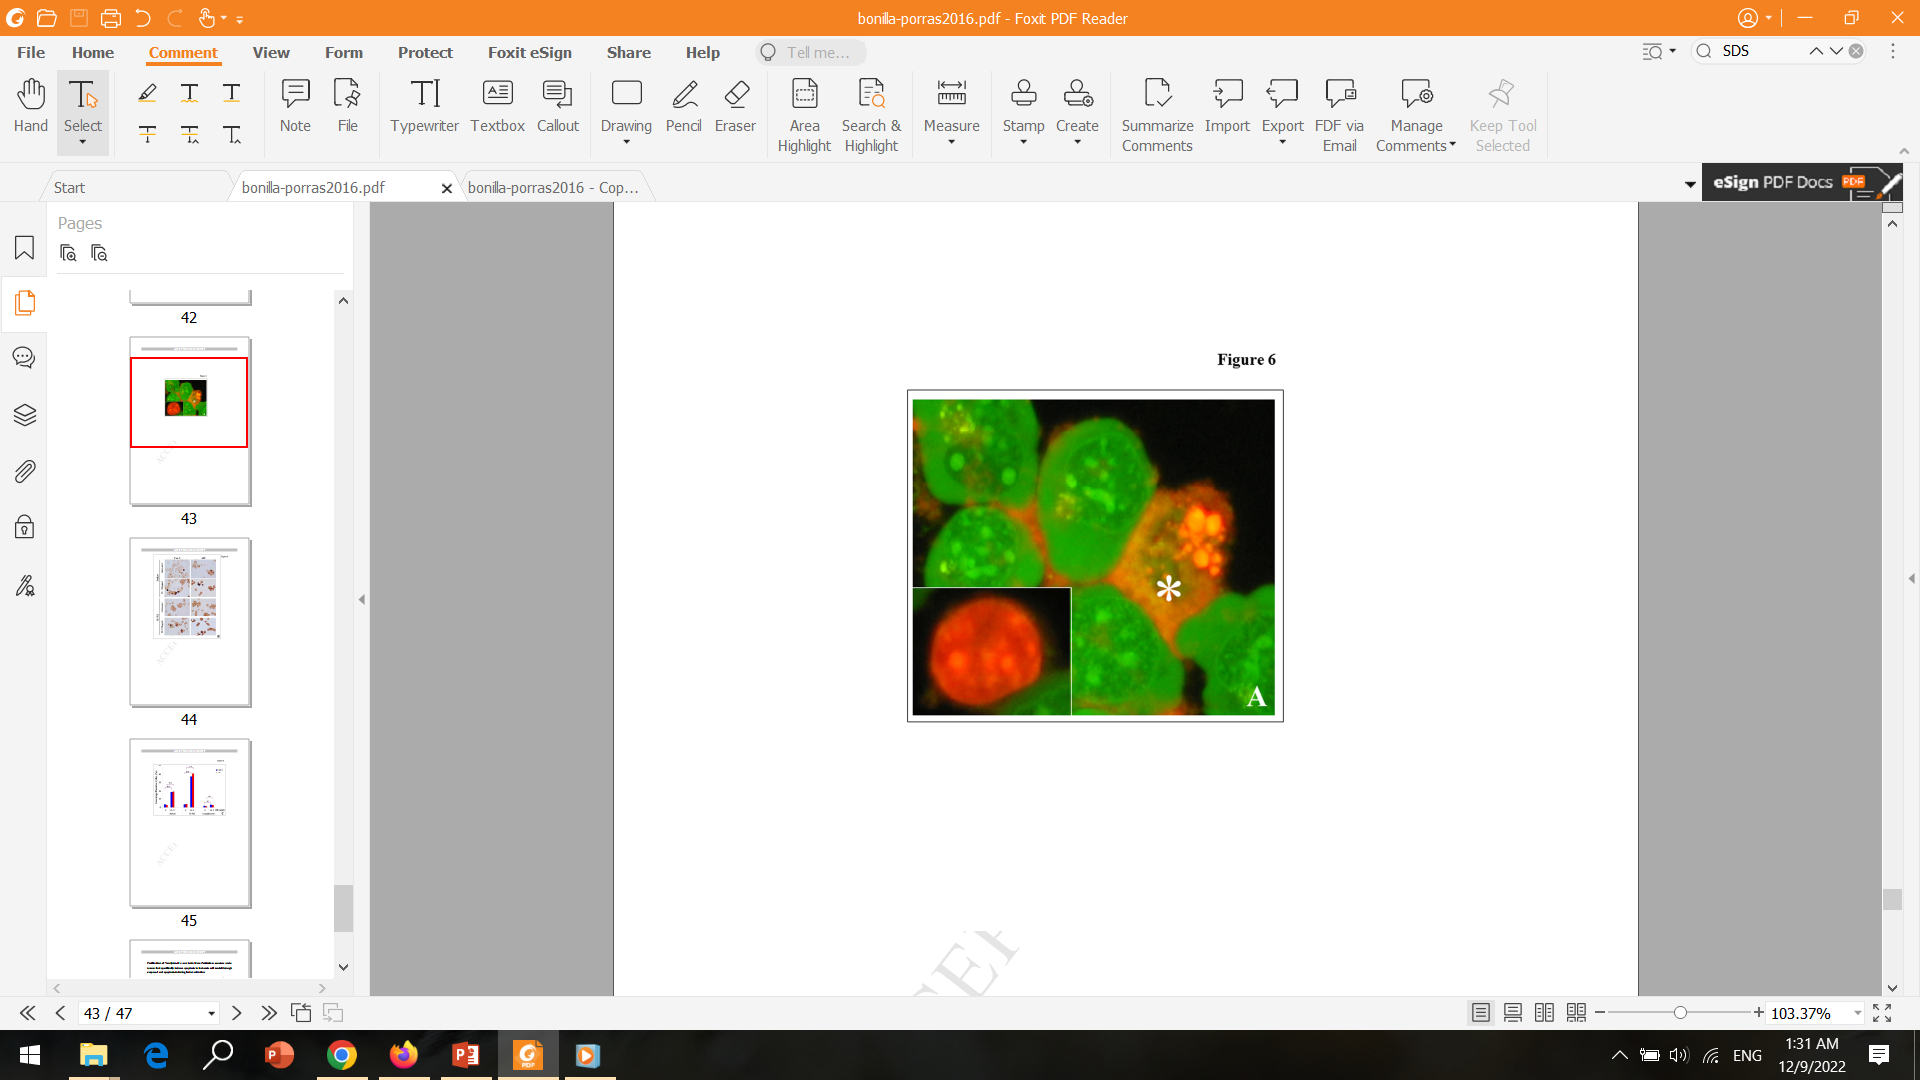 bonilla-porras2016.pdf - Foxit PDF Reader
File Home Comment View Form Protect Foxit eSign Share Help Tell me... SDS
Hand Select Note File Typewriter Textbox Callout Drawing Pencil Eraser Area Highlight Search & Highlight Measure Stamp Create Summarize Comments Import Export FDF via Email Manage Comments Keep Tool Selected
Start bonilla-porras2016.pdf bonilla-porras2016 - Cop... eSign PDF Docs PDF
Pages
42
43
44
45
Figure 6
A
ACCEP
43 / 47 103.37%
ENG 1:31 AM
12/9/2022